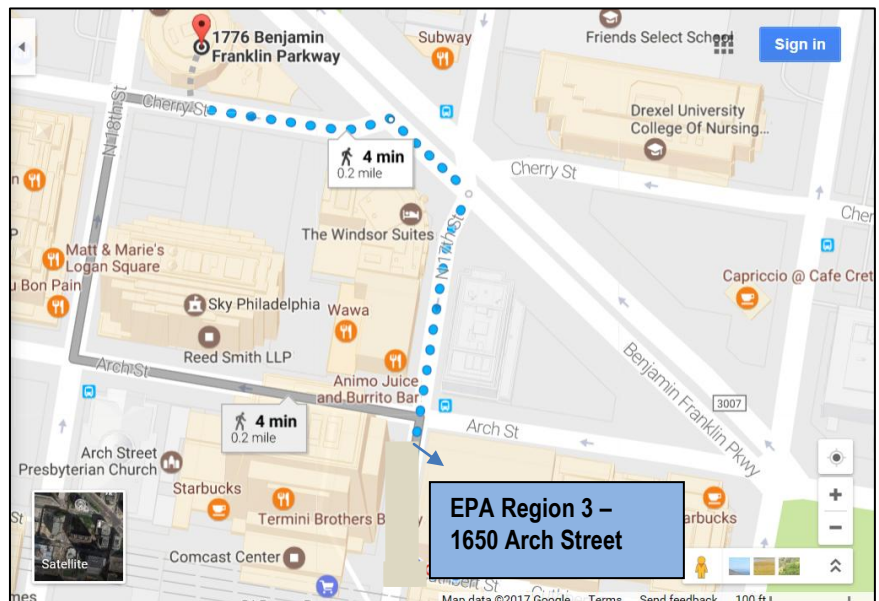 1776 Benjamin
Franklin Parkway
Subway
Friends Select School
Sign in
Cherry St
N 18th St
Drexel University
College Of Nursing...
4 min
0.2 mile
Cherry St
Cher
The Windsor Suites
N 17th St
Matt & Marie's
Logan Square
u Bon Pain
Sky Philadelphia
Wawa
Capriccio @ Cafe Cret
Reed Smith LLP
Arch St
Animo Juice
and Burrito Bar
Benjamin Franklin Pkwy
3007
4 min
0.2 mile
Arch St
Arch Street
Presbyterian Church
Starbucks
Termini Brothers B
y
EPA Region 3 –
1650 Arch Street
arbucks
St
Satellite
Comcast Center
mes
Map data ©2017 Google
Terms
Send feedback
100 ft